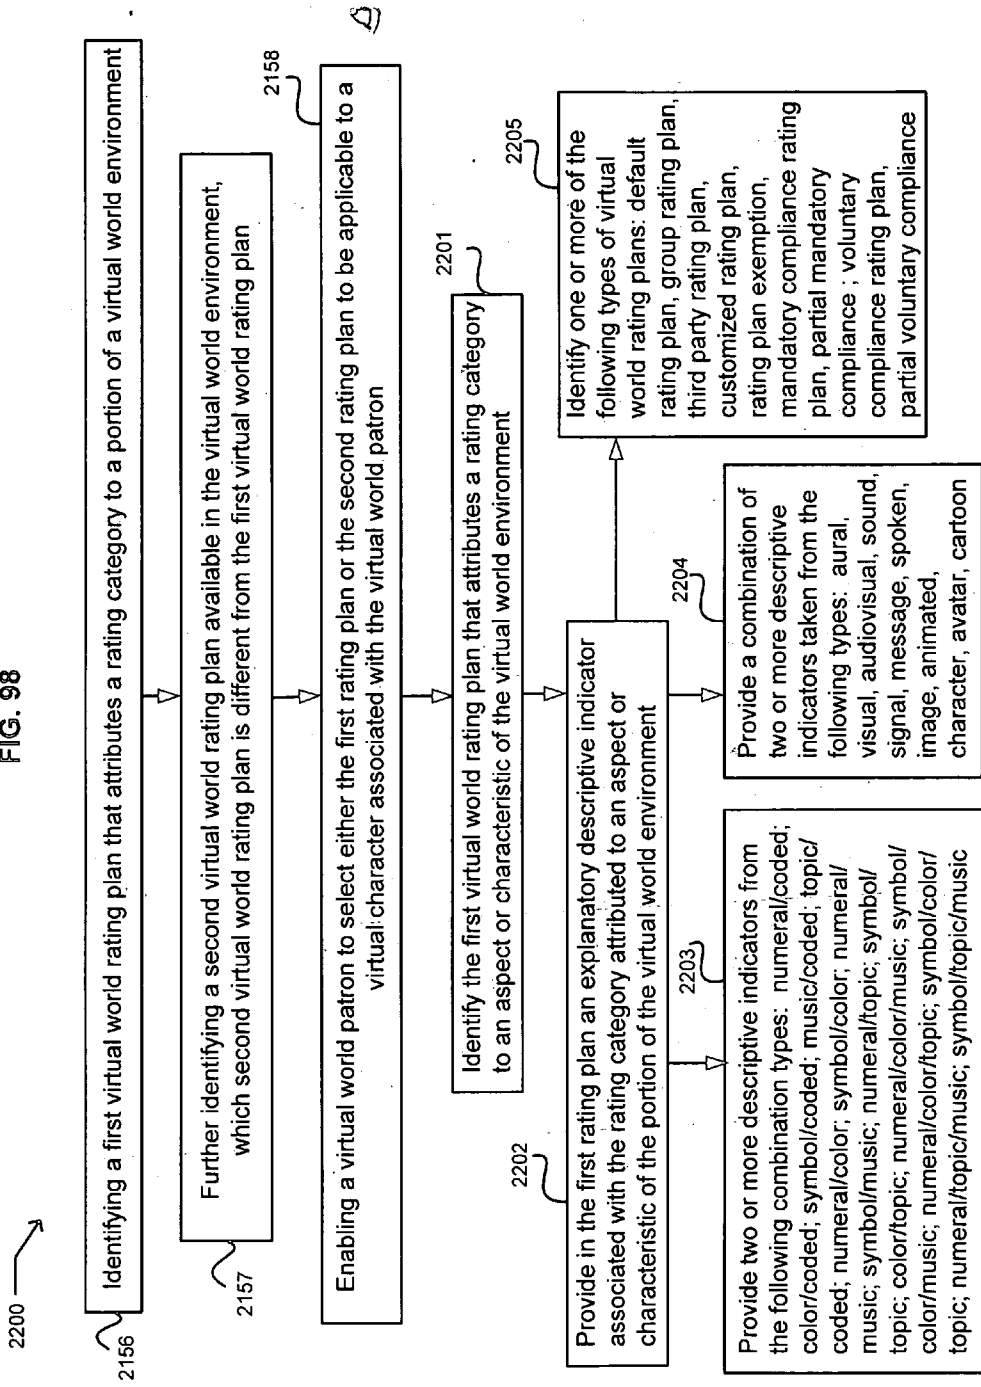 FIG. 98
2200
Identifying a first virtual world rating plan that attributes a rating category to a portion of a virtual world environment
2156
Further identifying a second virtual world rating plan available in the virtual world environment,
which second virtual world rating plan is different from the first virtual world rating plan
2157
2158
Enabling a virtual world patron to select either the first rating plan or the second rating plan to be applicable to a
virtual character associated with the virtual world patron
2201
Identify the first virtual world rating plan that attributes a rating category
to an aspect or characteristic of the virtual world environment
2202
Provide in the first rating plan an explanatory descriptive indicator
associated with the rating category attributed to an aspect or
characteristic of the portion of the virtual world environment
2203
Provide two or more descriptive indicators from
the following combination types: numeral/coded;
color/coded; symbol/coded; music/coded; topic/
coded; numeral/color; symbol/color; numeral/
music; symbol/music; numeral/topic; symbol/
topic; color/topic; numeral/color/music; symbol/
color/music; numeral/color/topic; symbol/color/
topic; numeral/topic/music; symbol/topic/music
2204
Provide a combination of
two or more descriptive
indicators taken from the
following types: aural,
visual, audiovisual, sound,
signal, message, spoken,
image, animated,
character, avatar, cartoon
2205
Identify one or more of the
following types of virtual
world rating plans: default
rating plan, group rating plan,
third party rating plan,
customized rating plan,
rating plan exemption,
mandatory compliance rating
plan, partial mandatory
compliance ; voluntary
compliance rating plan,
partial voluntary compliance